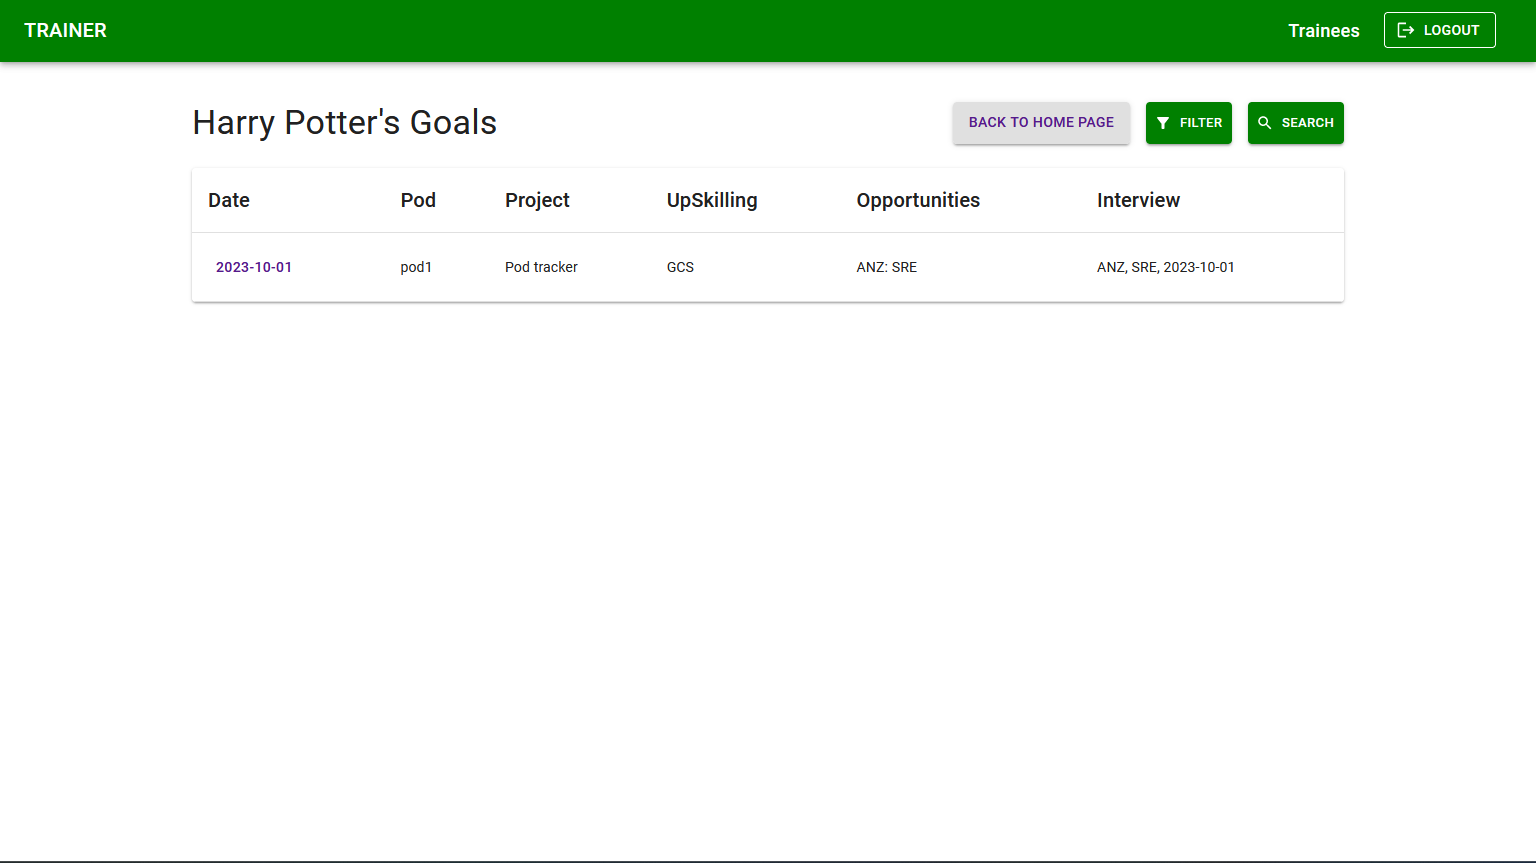 TRAINER Trainees LOGOUT
Harry Potter's Goals BACK TO HOME PAGE FILTER SEARCH
Date Pod Project UpSkilling Opportunities Interview
2023-10-01 pod1 Pod tracker GCS ANZ: SRE ANZ, SRE, 2023-10-01